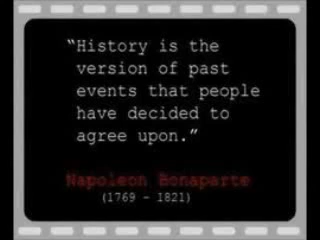 “History is the
version of past
events that people
have decided to
agree upon.”
Napoleon Bonaparte
(1769 - 1821)